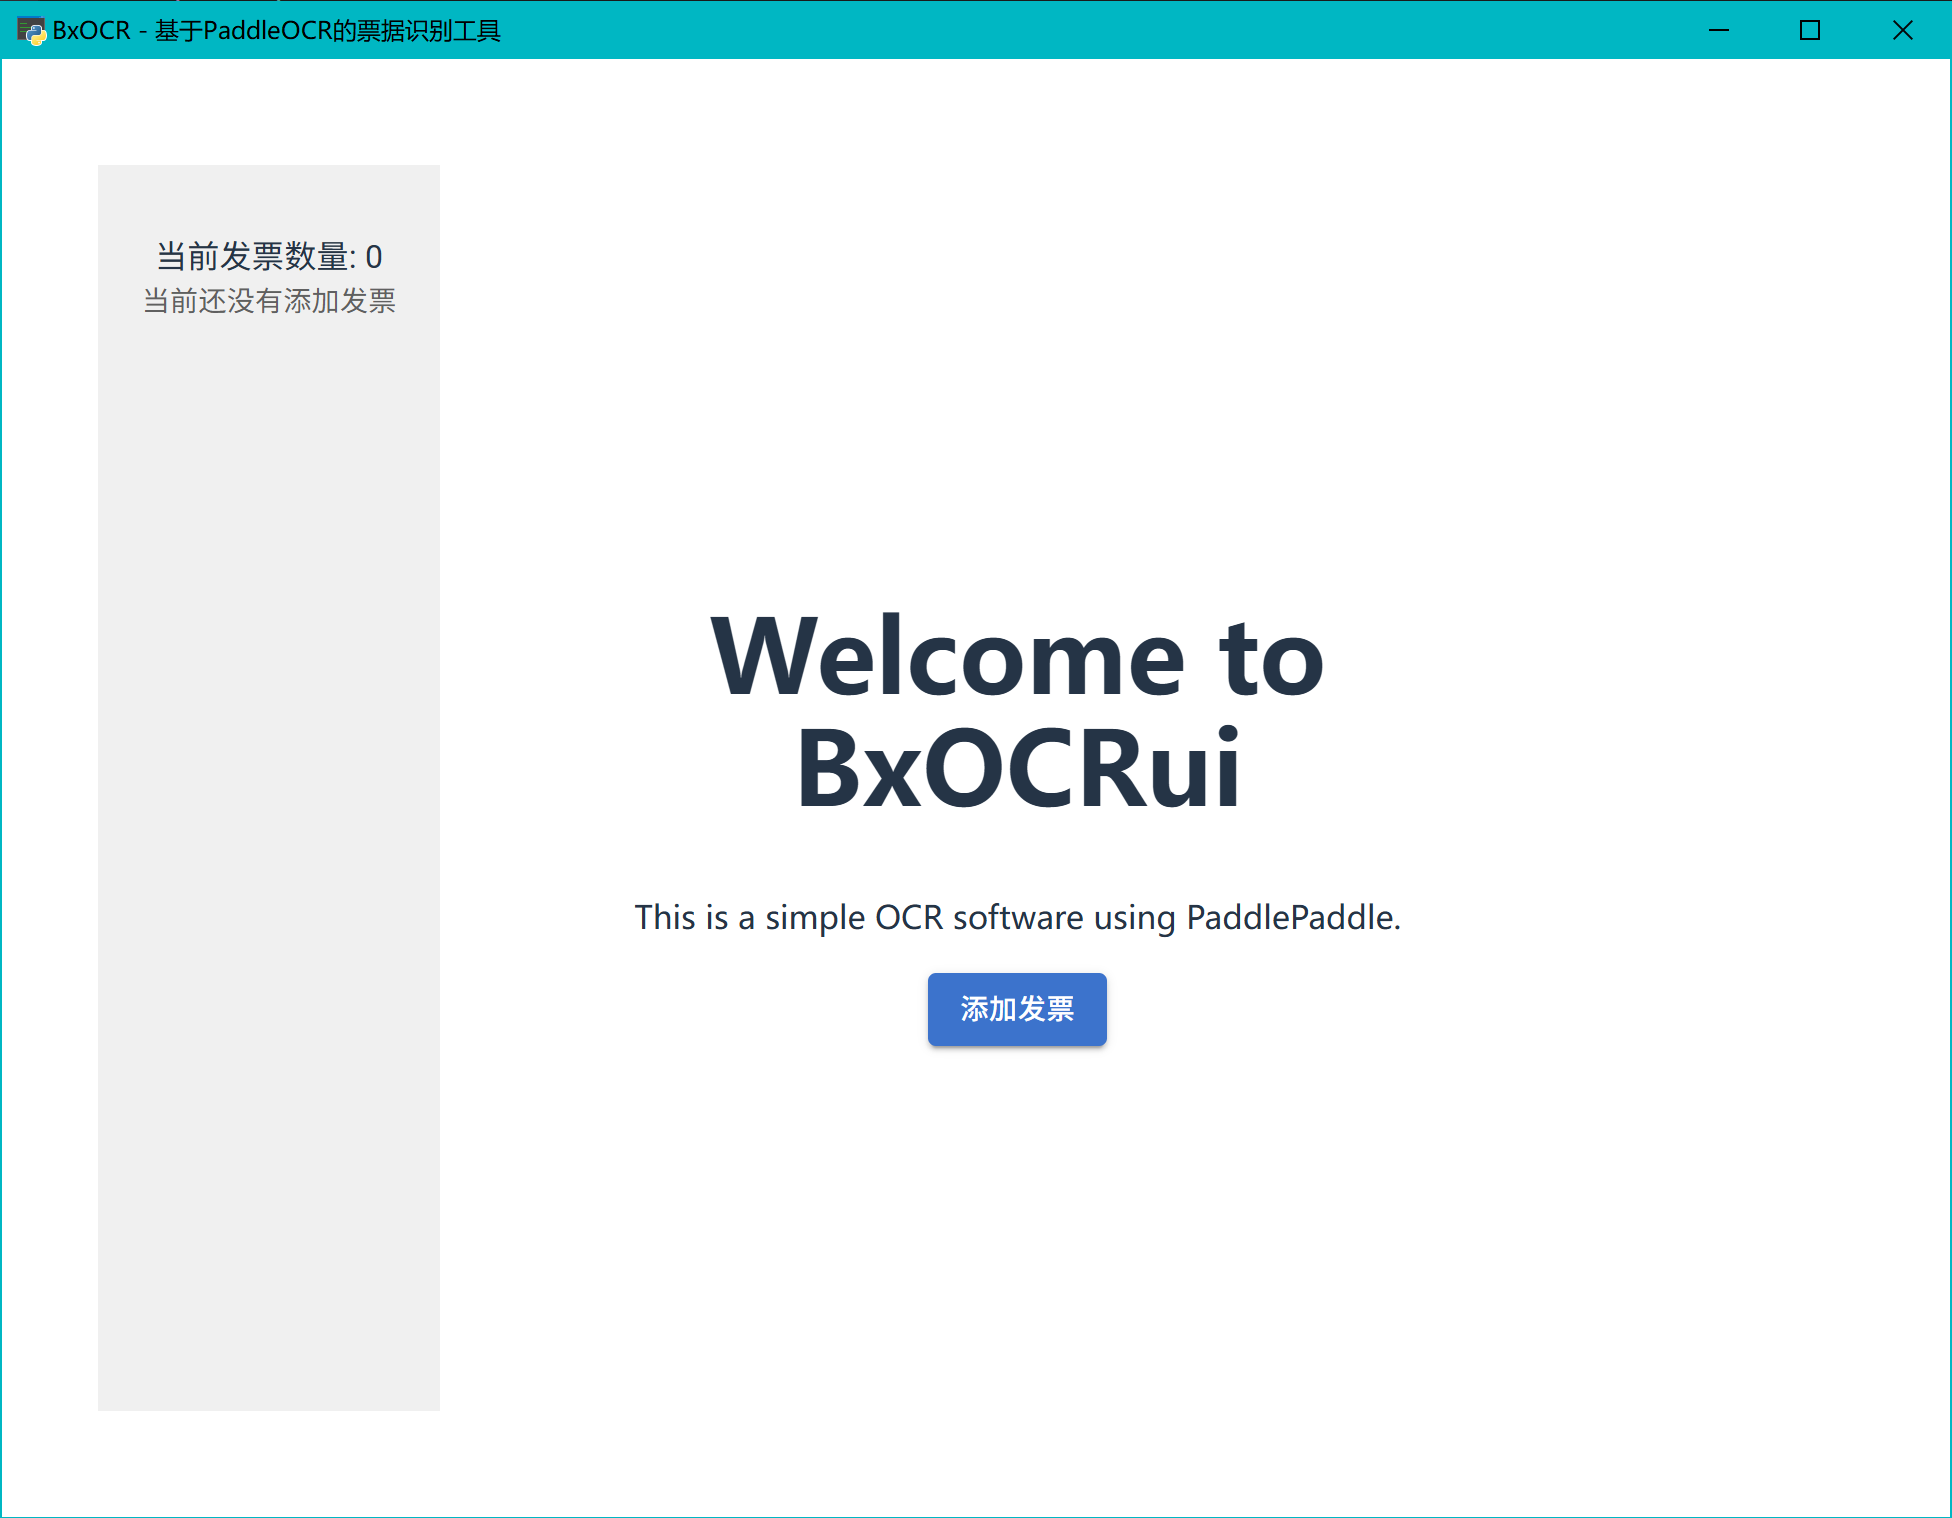 BxOCR - 基于PaddleOCR的票据识别工具
当前发票数量: 0
当前还没有添加发票
Welcome to
BxOCRui
This is a simple OCR software using PaddlePaddle.
添加发票